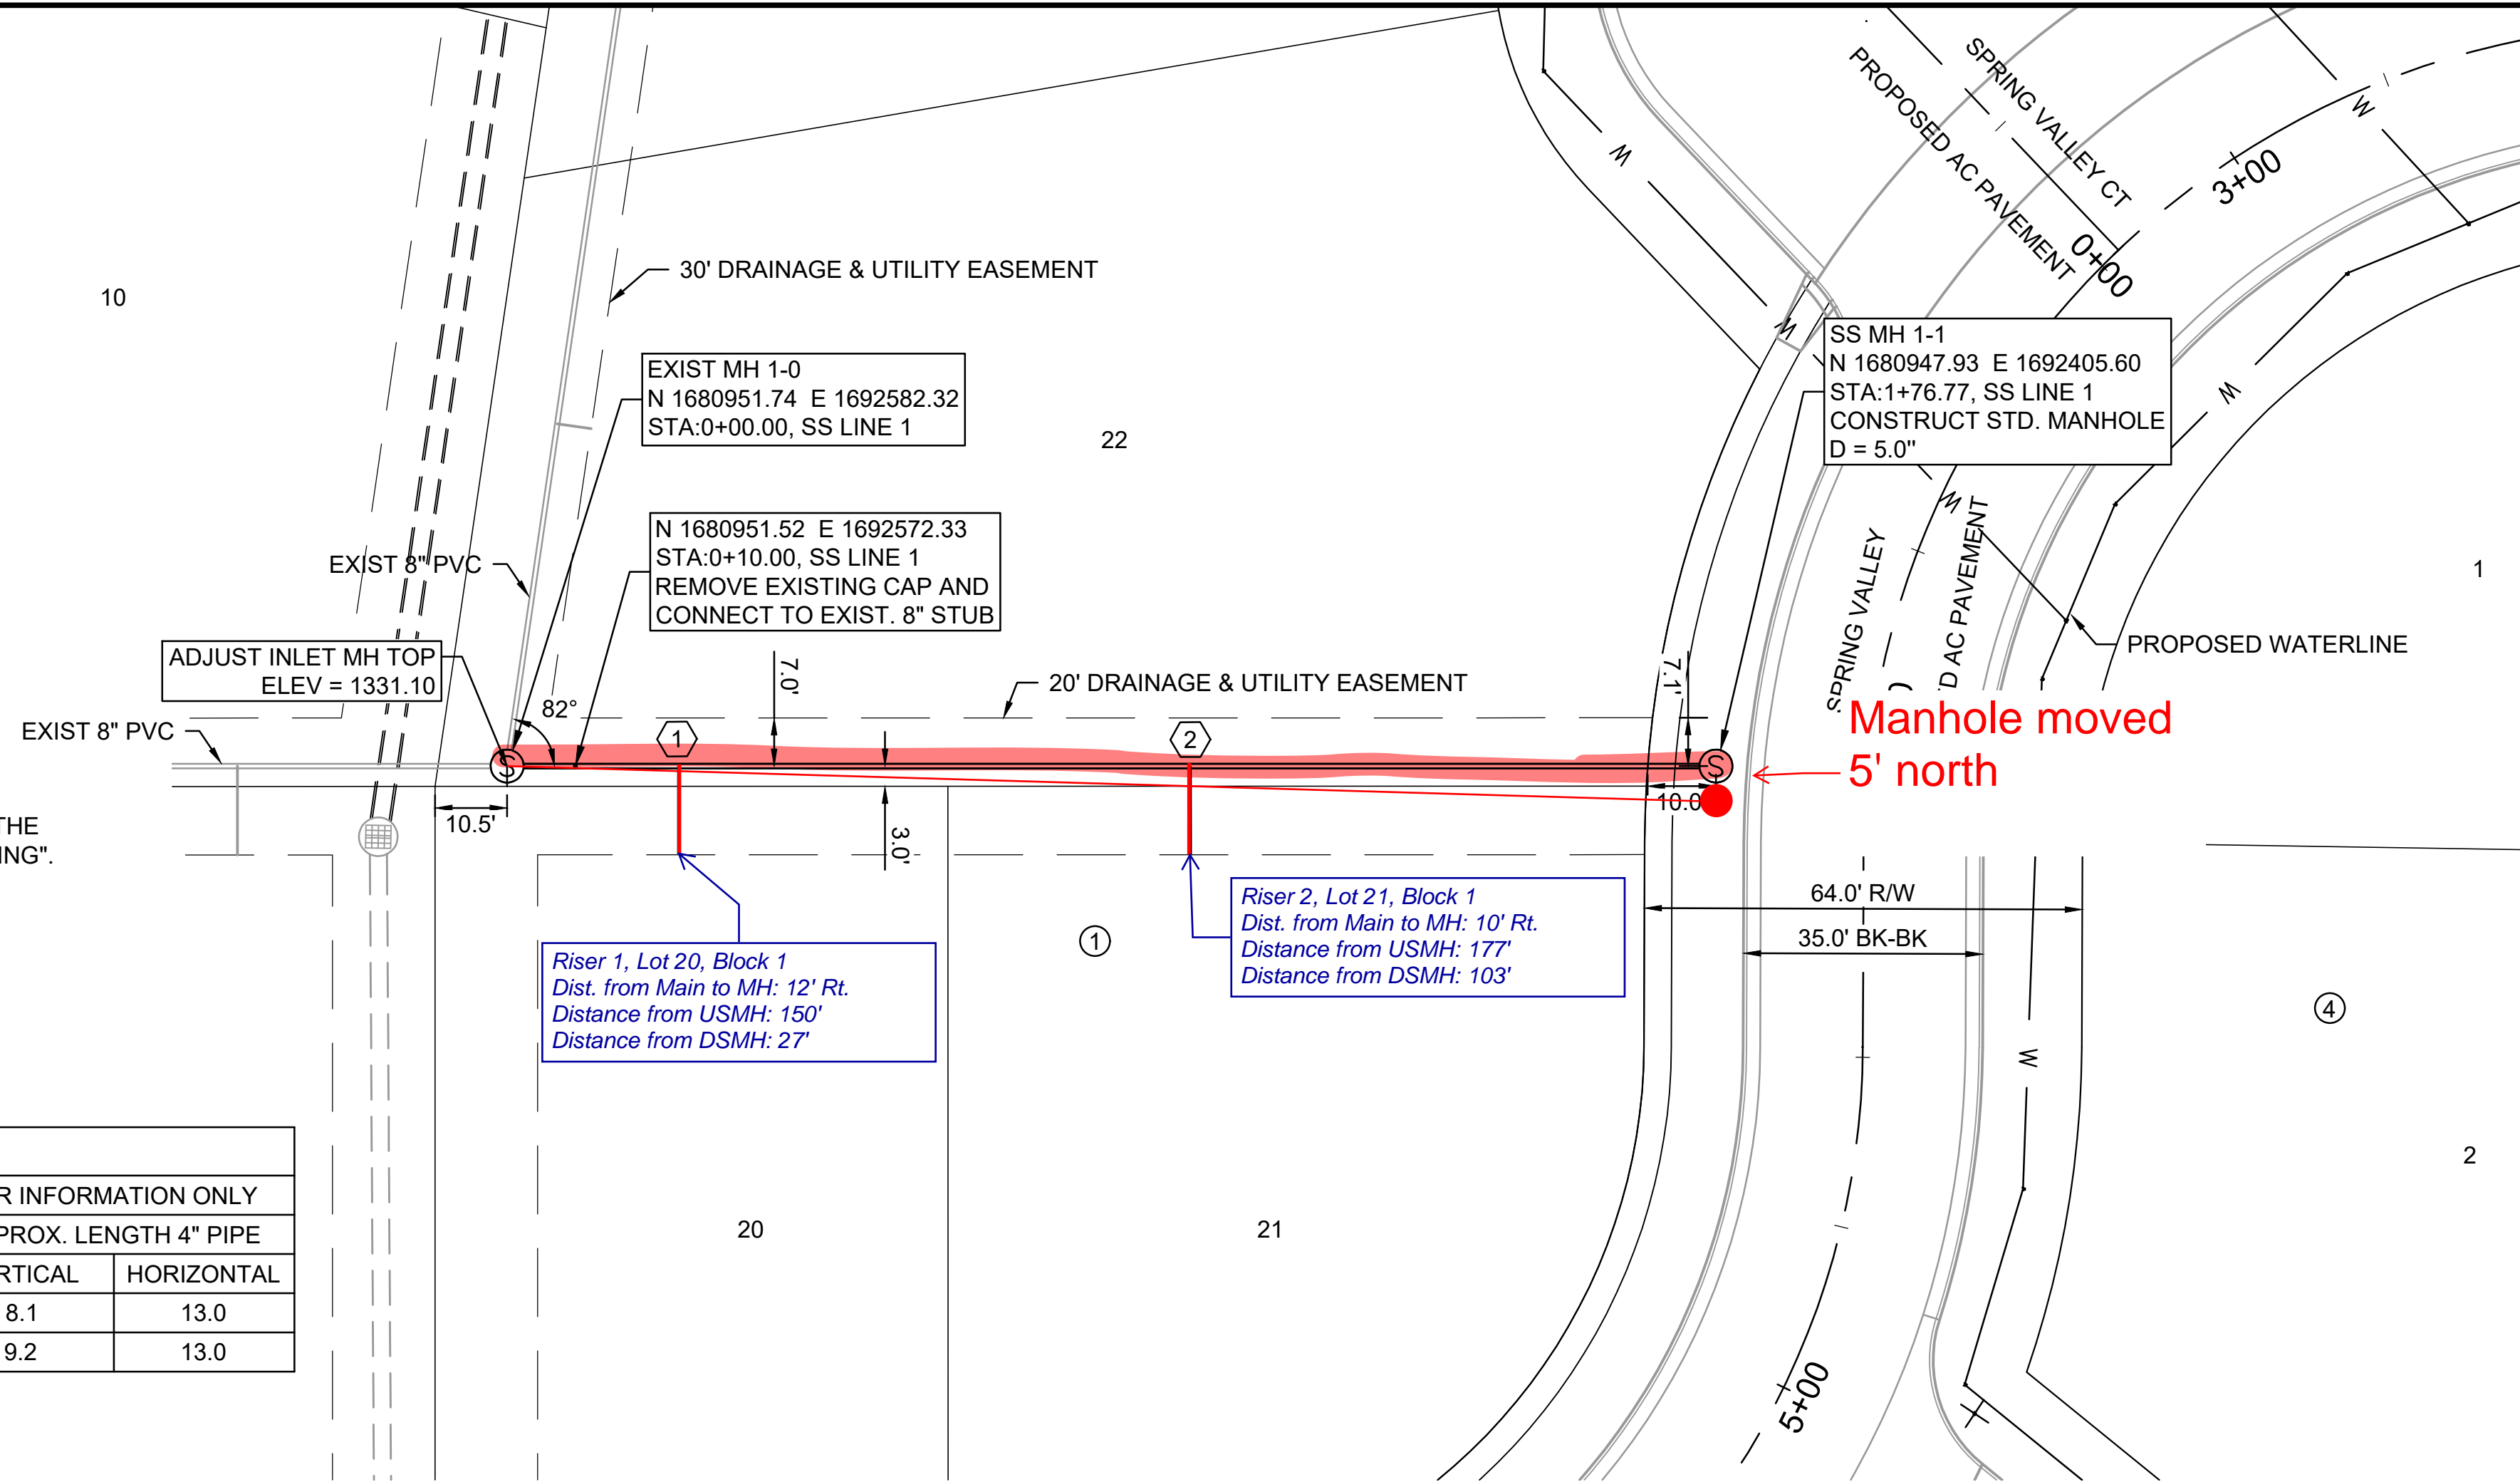 SPRING VALLEY CT
PROPOSED AC PAVEMENT
W
W
3+00
0+00
30' DRAINAGE & UTILITY EASEMENT
10
W
EXIST MH 1-0
N 1680951.74 E 1692582.32
STA:0+00.00, SS LINE 1
SS MH 1-1
N 1680947.93 E 1692405.60
STA:1+76.77, SS LINE 1
CONSTRUCT STD. MANHOLE
D = 5.0"
W
22
W
N 1680951.52 E 1692572.33
STA:0+10.00, SS LINE 1
REMOVE EXISTING CAP AND
CONNECT TO EXIST. 8" STUB
EXIST 8" PVC
SPRING VALLEY
D AC PAVEMENT
1
PROPOSED WATERLINE
ADJUST INLET MH TOP
ELEV = 1331.10
7.0'
7.1'
20' DRAINAGE & UTILITY EASEMENT
82°
EXIST 8" PVC
1
2
Manhole moved
5' north
S
S
10.5'
10.0
3.0'
THE
ING".
Riser 2, Lot 21, Block 1
Dist. from Main to MH: 10' Rt.
Distance from USMH: 177'
Distance from DSMH: 103'
64.0' R/W
35.0' BK-BK
1
Riser 1, Lot 20, Block 1
Dist. from Main to MH: 12' Rt.
Distance from USMH: 150'
Distance from DSMH: 27'
4
W
2
R INFORMATION ONLY
PROX. LENGTH 4" PIPE
RTICAL HORIZONTAL
8.1 13.0
9.2 13.0
20
21
5+00